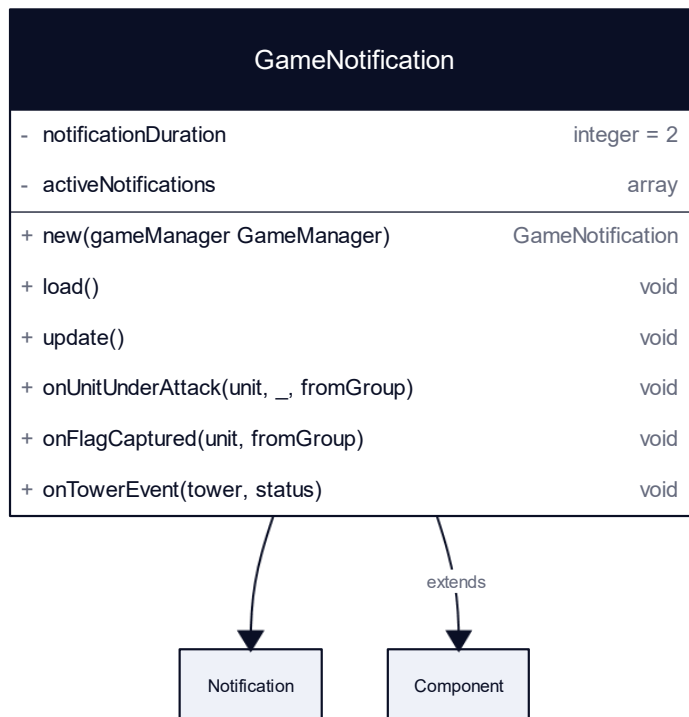 GameNotification
- notificationDuration integer = 2
- activeNotifications array
+ new(gameManager GameManager) GameNotification
+ load() void
+ update() void
+ onUnitUnderAttack(unit, _, fromGroup) void
+ onFlagCaptured(unit, fromGroup) void
+ onTowerEvent(tower, status) void
extends
Notification Component